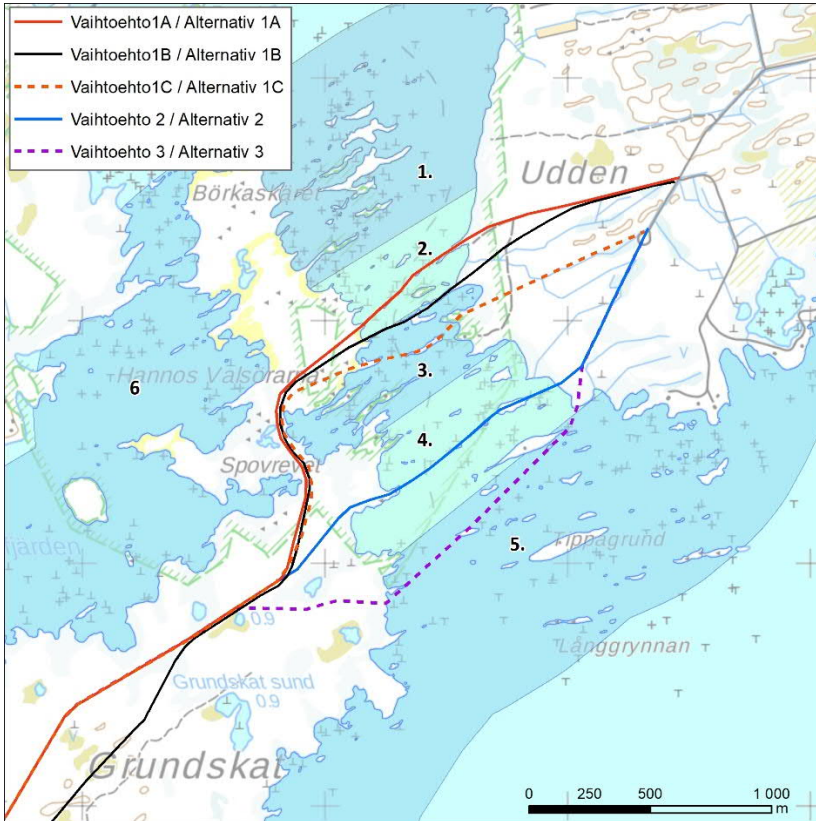 Vaihtoehto1A / Alternativ 1A
Vaihtoehto1B / Alternativ 1B
Vaihtoehto1C / Alternativ 1C
Vaihtoehto 2 / Alternativ 2
Vaihtoehto 3 / Alternativ 3
1.
Udden
Börkaskäret
2.
3.
Hannos Valsörarna
6
4.
Spovrevet
fjärden
5.
Tippagrund
0.9
Långgrynnan
Grundskat sund
0.9
Grundskat
0 250 500 1 000
m